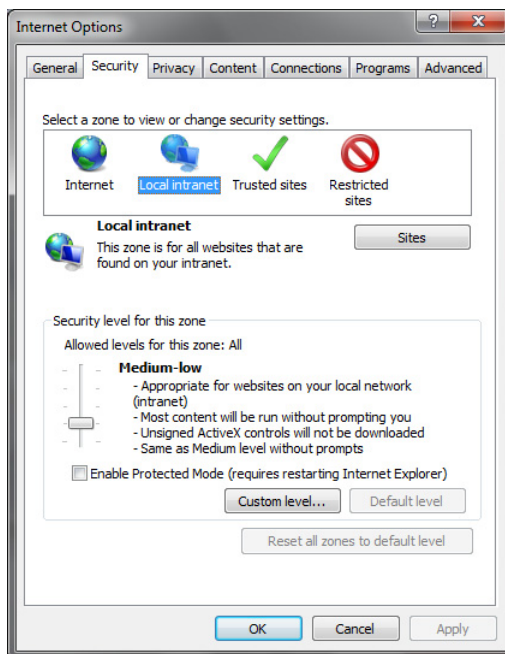 Internet Options
?
X
General Security Privacy Content Connections Programs Advanced
Select a zone to view or change security settings.
Internet Local intranet Trusted sites Restricted
sites
Local intranet
This zone is for all websites that are
found on your intranet.
Sites
Security level for this zone
Allowed levels for this zone: All
Medium-low
- Appropriate for websites on your local network
(intranet)
- Most content will be run without prompting you
- Unsigned ActiveX controls will not be downloaded
- Same as Medium level without prompts
Enable Protected Mode (requires restarting Internet Explorer)
Custom level... Default level
Reset all zones to default level
OK Cancel Apply